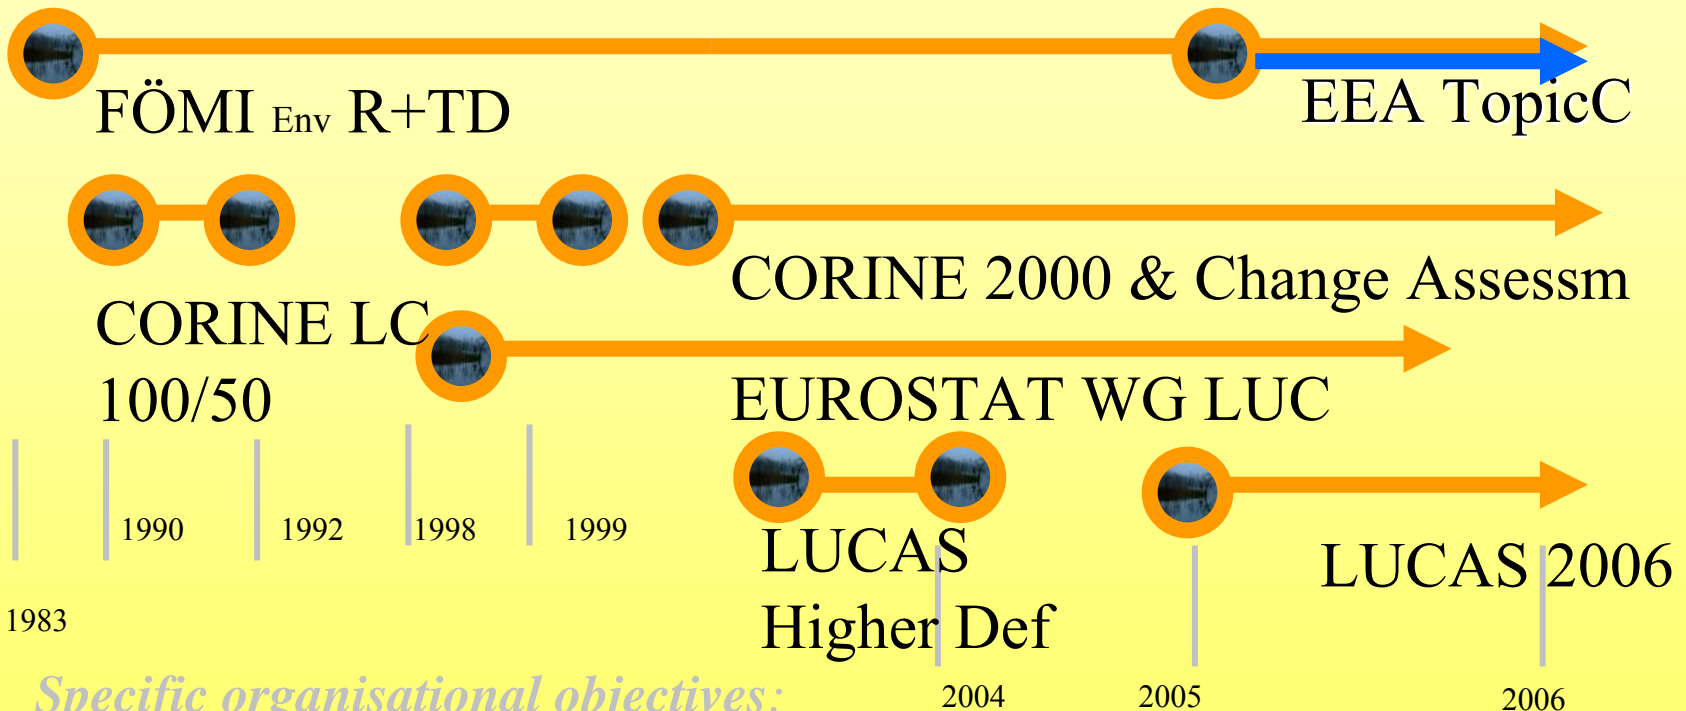 FÖMI Env R+TD
EEA TopicC
CORINE 2000 & Change Assessm
CORINE LC
100/50
EUROSTAT WG LUC
1990
1992
1998
1999
LUCAS
Higher Def
LUCAS 2006
1983
Specific organisational objectives:
2004
2005
2006